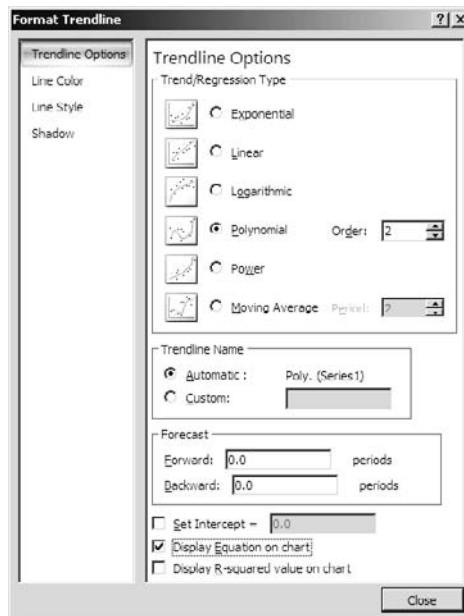 Format Trendline
Trendline Options
Line Color
Line Style
Shadow
Trendline Options
Trend/Regression Type
Exponential
Linear
Logarithmic
Polynomial Order: 2
Power
Moving Average Period: 2
Trendline Name
Automatic : Poly. (Series1)
Custom:
Forecast
Forward: 0.0 periods
Backward: 0.0 periods
Set Intercept = 0.0
Display Equation on chart
Display R-squared value on chart
Close